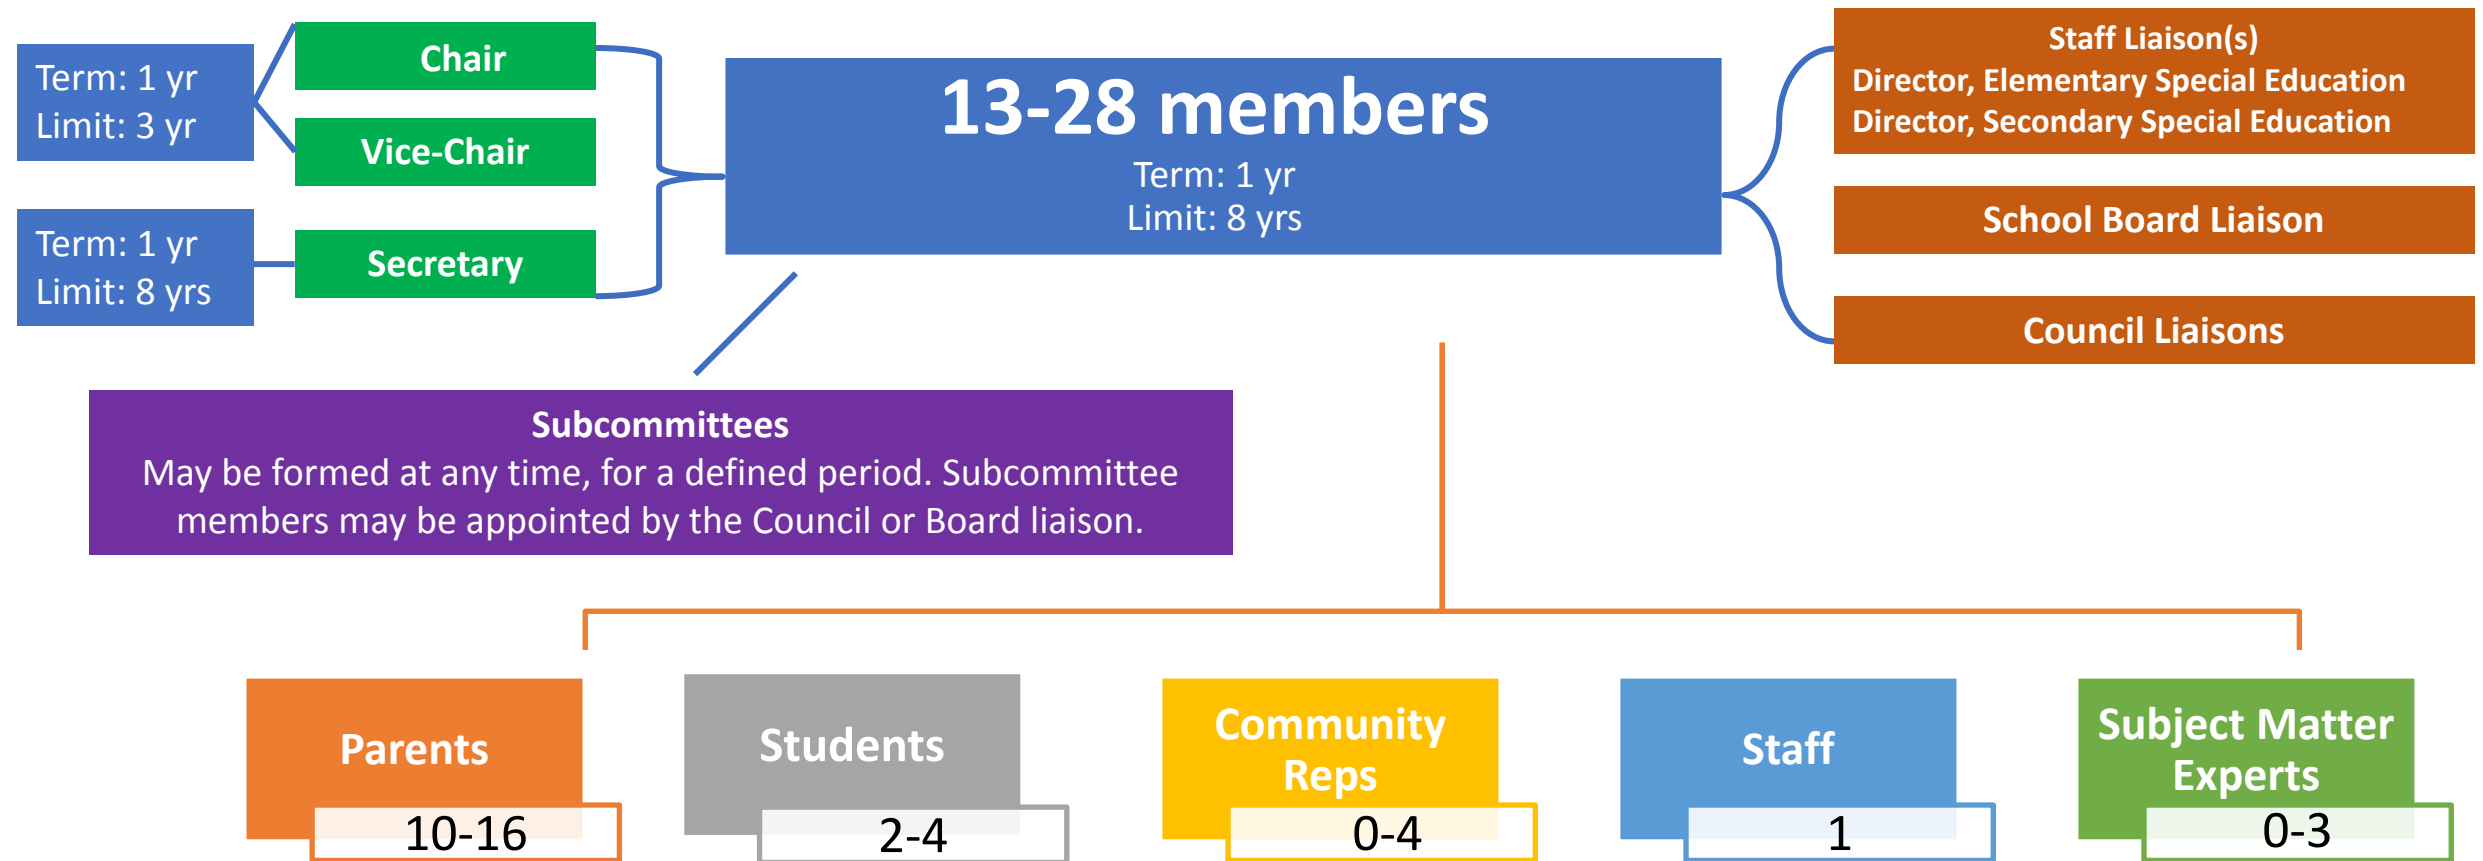 Term: 1 yr
Limit: 3 yr
Chair
Vice-Chair
Term: 1 yr
Limit: 8 yrs
Secretary
13-28 members
Term: 1 yr
Limit: 8 yrs
Staff Liaison(s)
Director, Elementary Special Education
Director, Secondary Special Education
School Board Liaison
Council Liaisons
Subcommittees
May be formed at any time, for a defined period. Subcommittee
members may be appointed by the Council or Board liaison.
Parents
10-16
Students
2-4
Community
Reps
0-4
Staff
1
Subject Matter
Experts
0-3